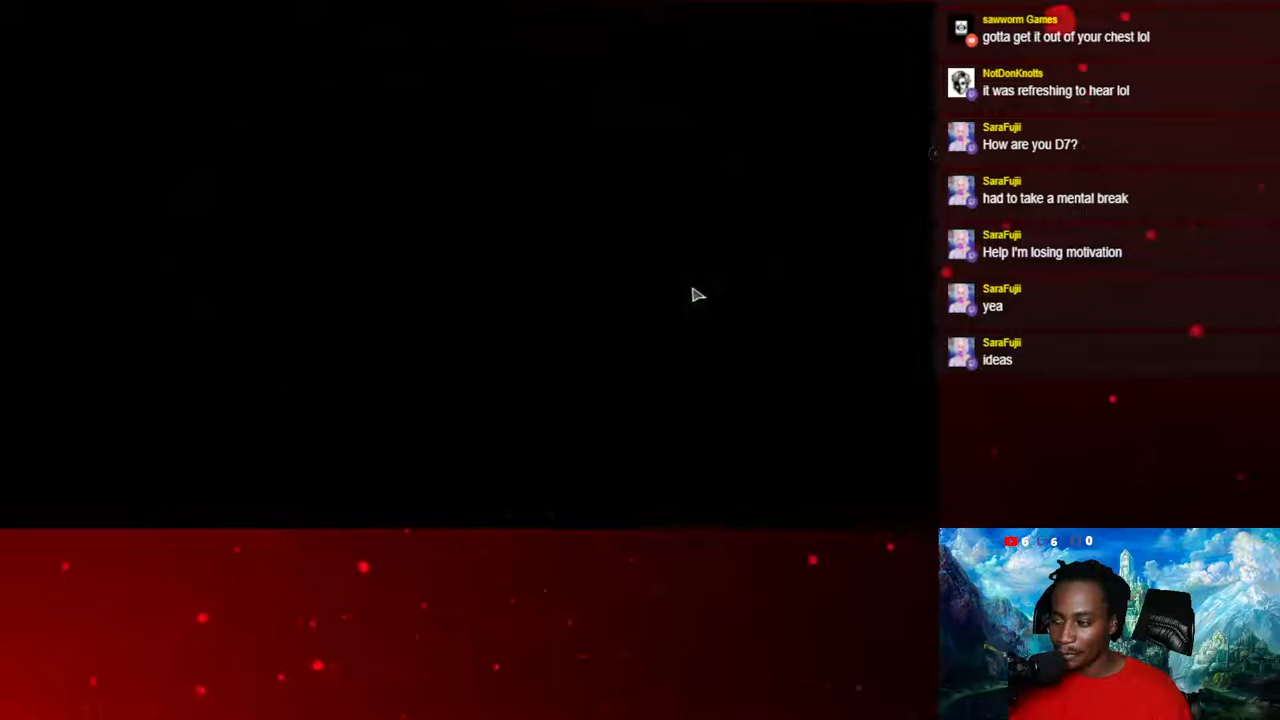 sawworm Games
gotta get it out of your chest lol
NotDonKnotts
it was refreshing to hear lol
SaraFujii
How are you D7?
SaraFujii
had to take a mental break
SaraFujii
Help I'm losing motivation
SaraFujii
yea
SaraFujii
ideas
6 6 0